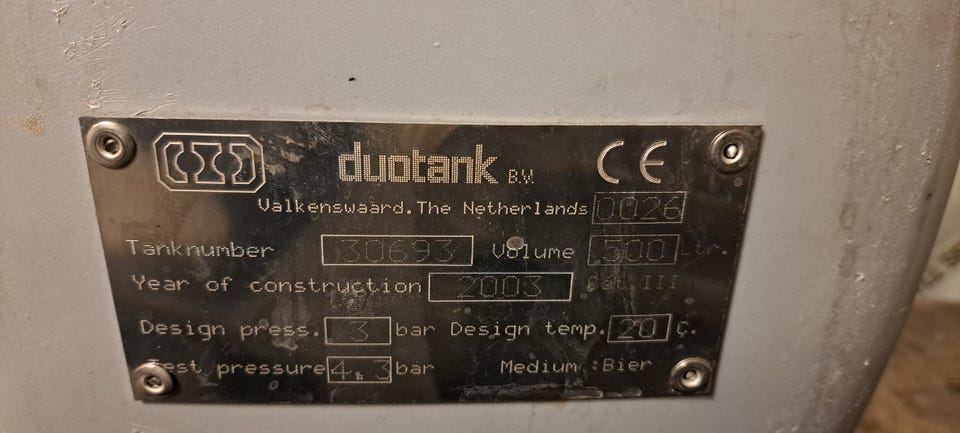 duotank B.V. CE
Valkenswaard. The Netherlands 0026
Tanknumber 30693 Volume 500 Ltr.
Year of construction 2003 Cat.III
Design press. 3 bar Design temp. 20 C.
Test pressure 4.3 bar Medium :Bier